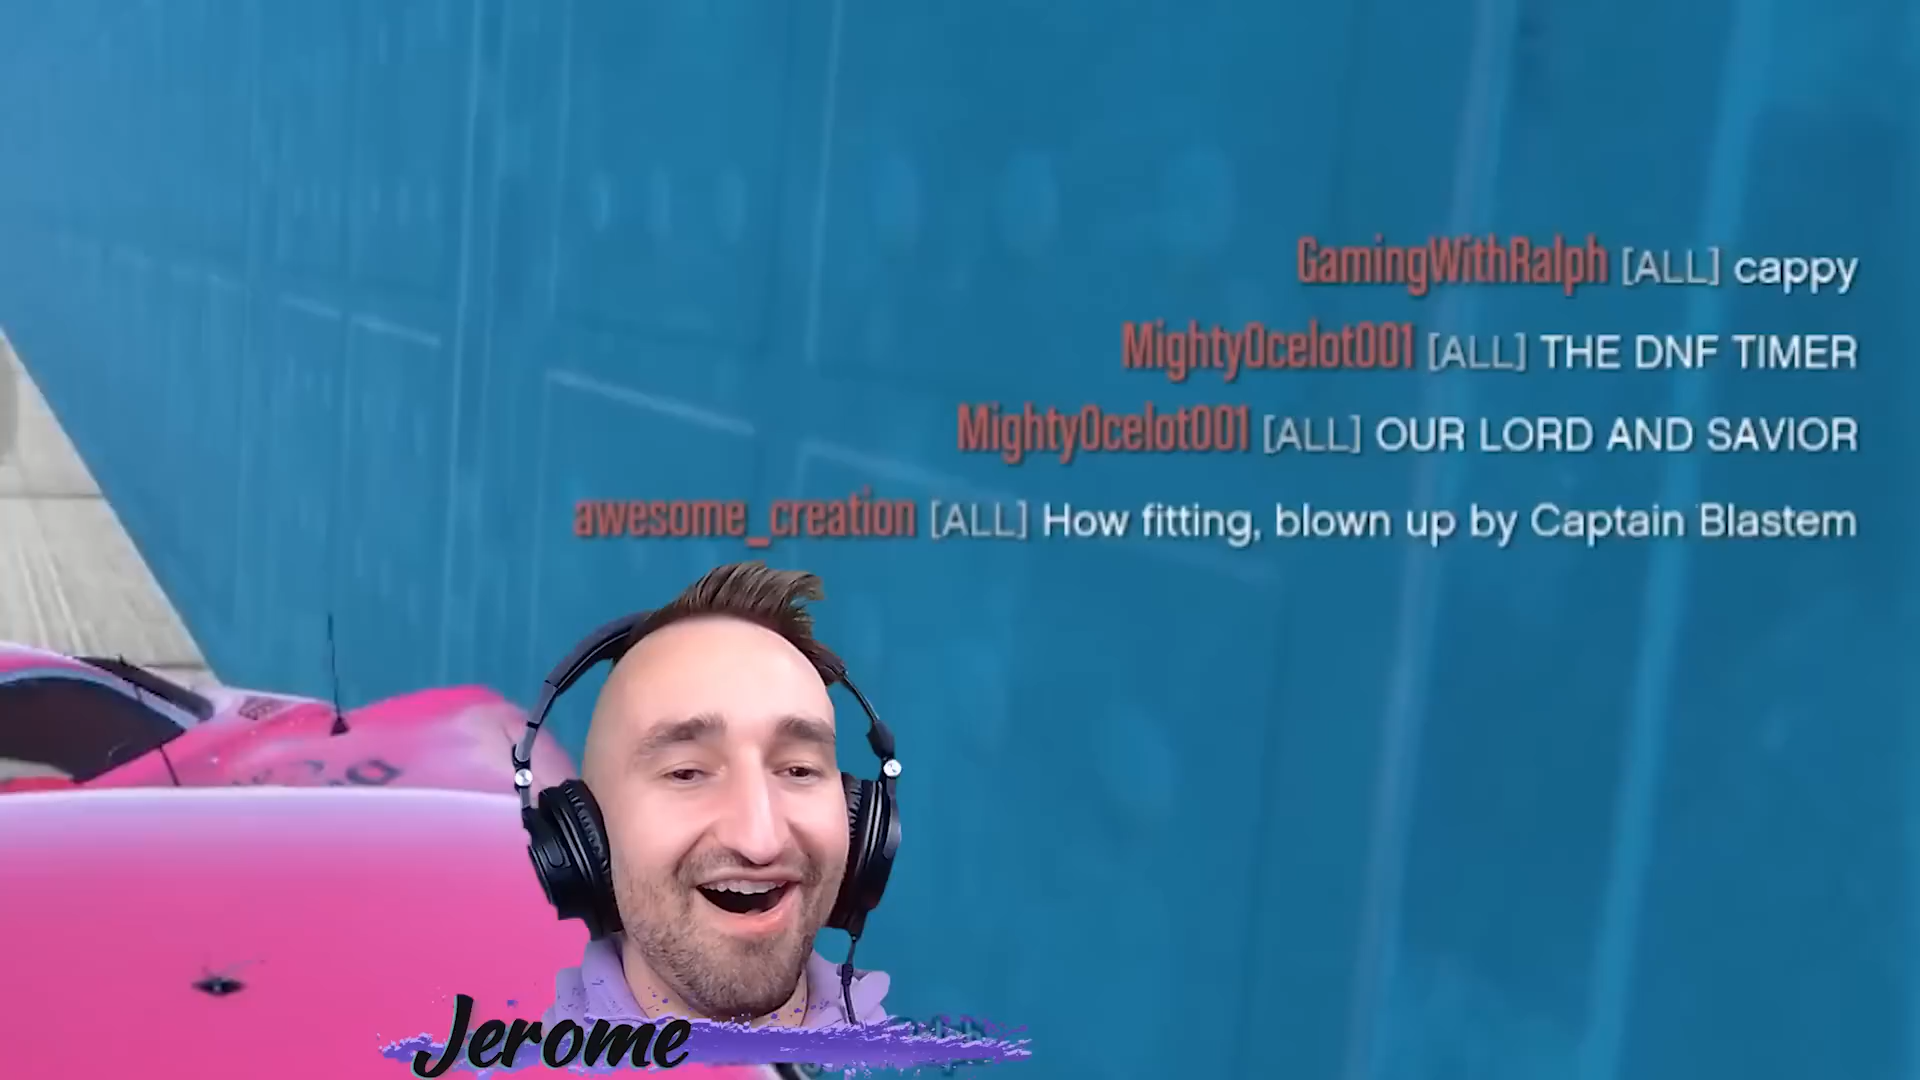 GamingWithRalph [ALL] cappy
MightyOcelot001 [ALL] THE DNF TIMER
MightyOcelot001 [ALL] OUR LORD AND SAVIOR
awesome_creation [ALL] How fitting, blown up by Captain Blastem
Jerome